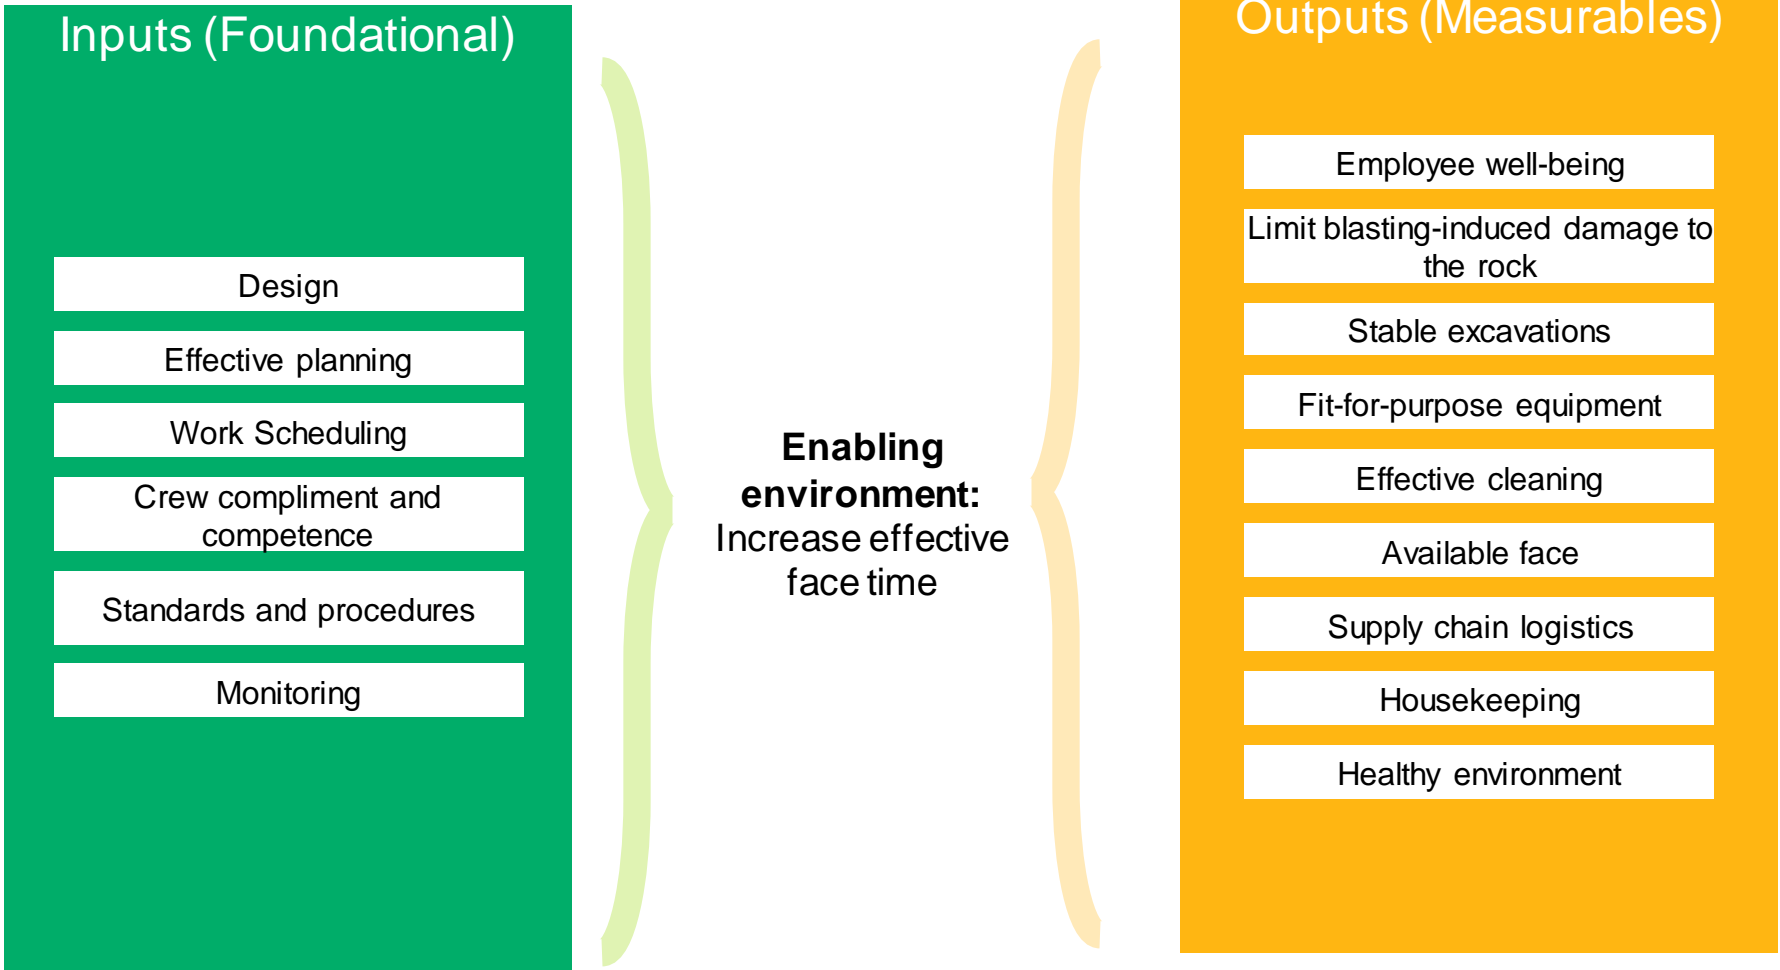 Inputs (Foundational)
Design
Effective planning
Work Scheduling
Crew compliment and
competence
Standards and procedures
Monitoring
Enabling
environment:
Increase effective
face time
Outputs (Measurables)
Employee well-being
Limit blasting-induced damage to
the rock
Stable excavations
Fit-for-purpose equipment
Effective cleaning
Available face
Supply chain logistics
Housekeeping
Healthy environment